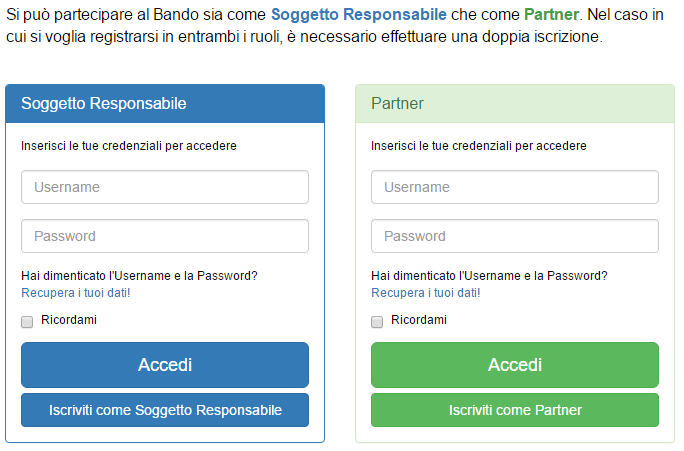 Si può partecipare al Bando sia come Soggetto Responsabile che come Partner. Nel caso in
cui si voglia registrarsi in entrambi i ruoli, è necessario effettuare una doppia iscrizione.
Soggetto Responsabile
Inserisci le tue credenziali per accedere
Username
Password
Hai dimenticato l'Username e la Password?
Recupera i tuoi dati!
Ricordami
Accedi
Iscriviti come Soggetto Responsabile
Partner
Inserisci le tue credenziali per accedere
Username
Password
Hai dimenticato l'Username e la Password?
Recupera i tuoi dati!
Ricordami
Accedi
Iscriviti come Partner